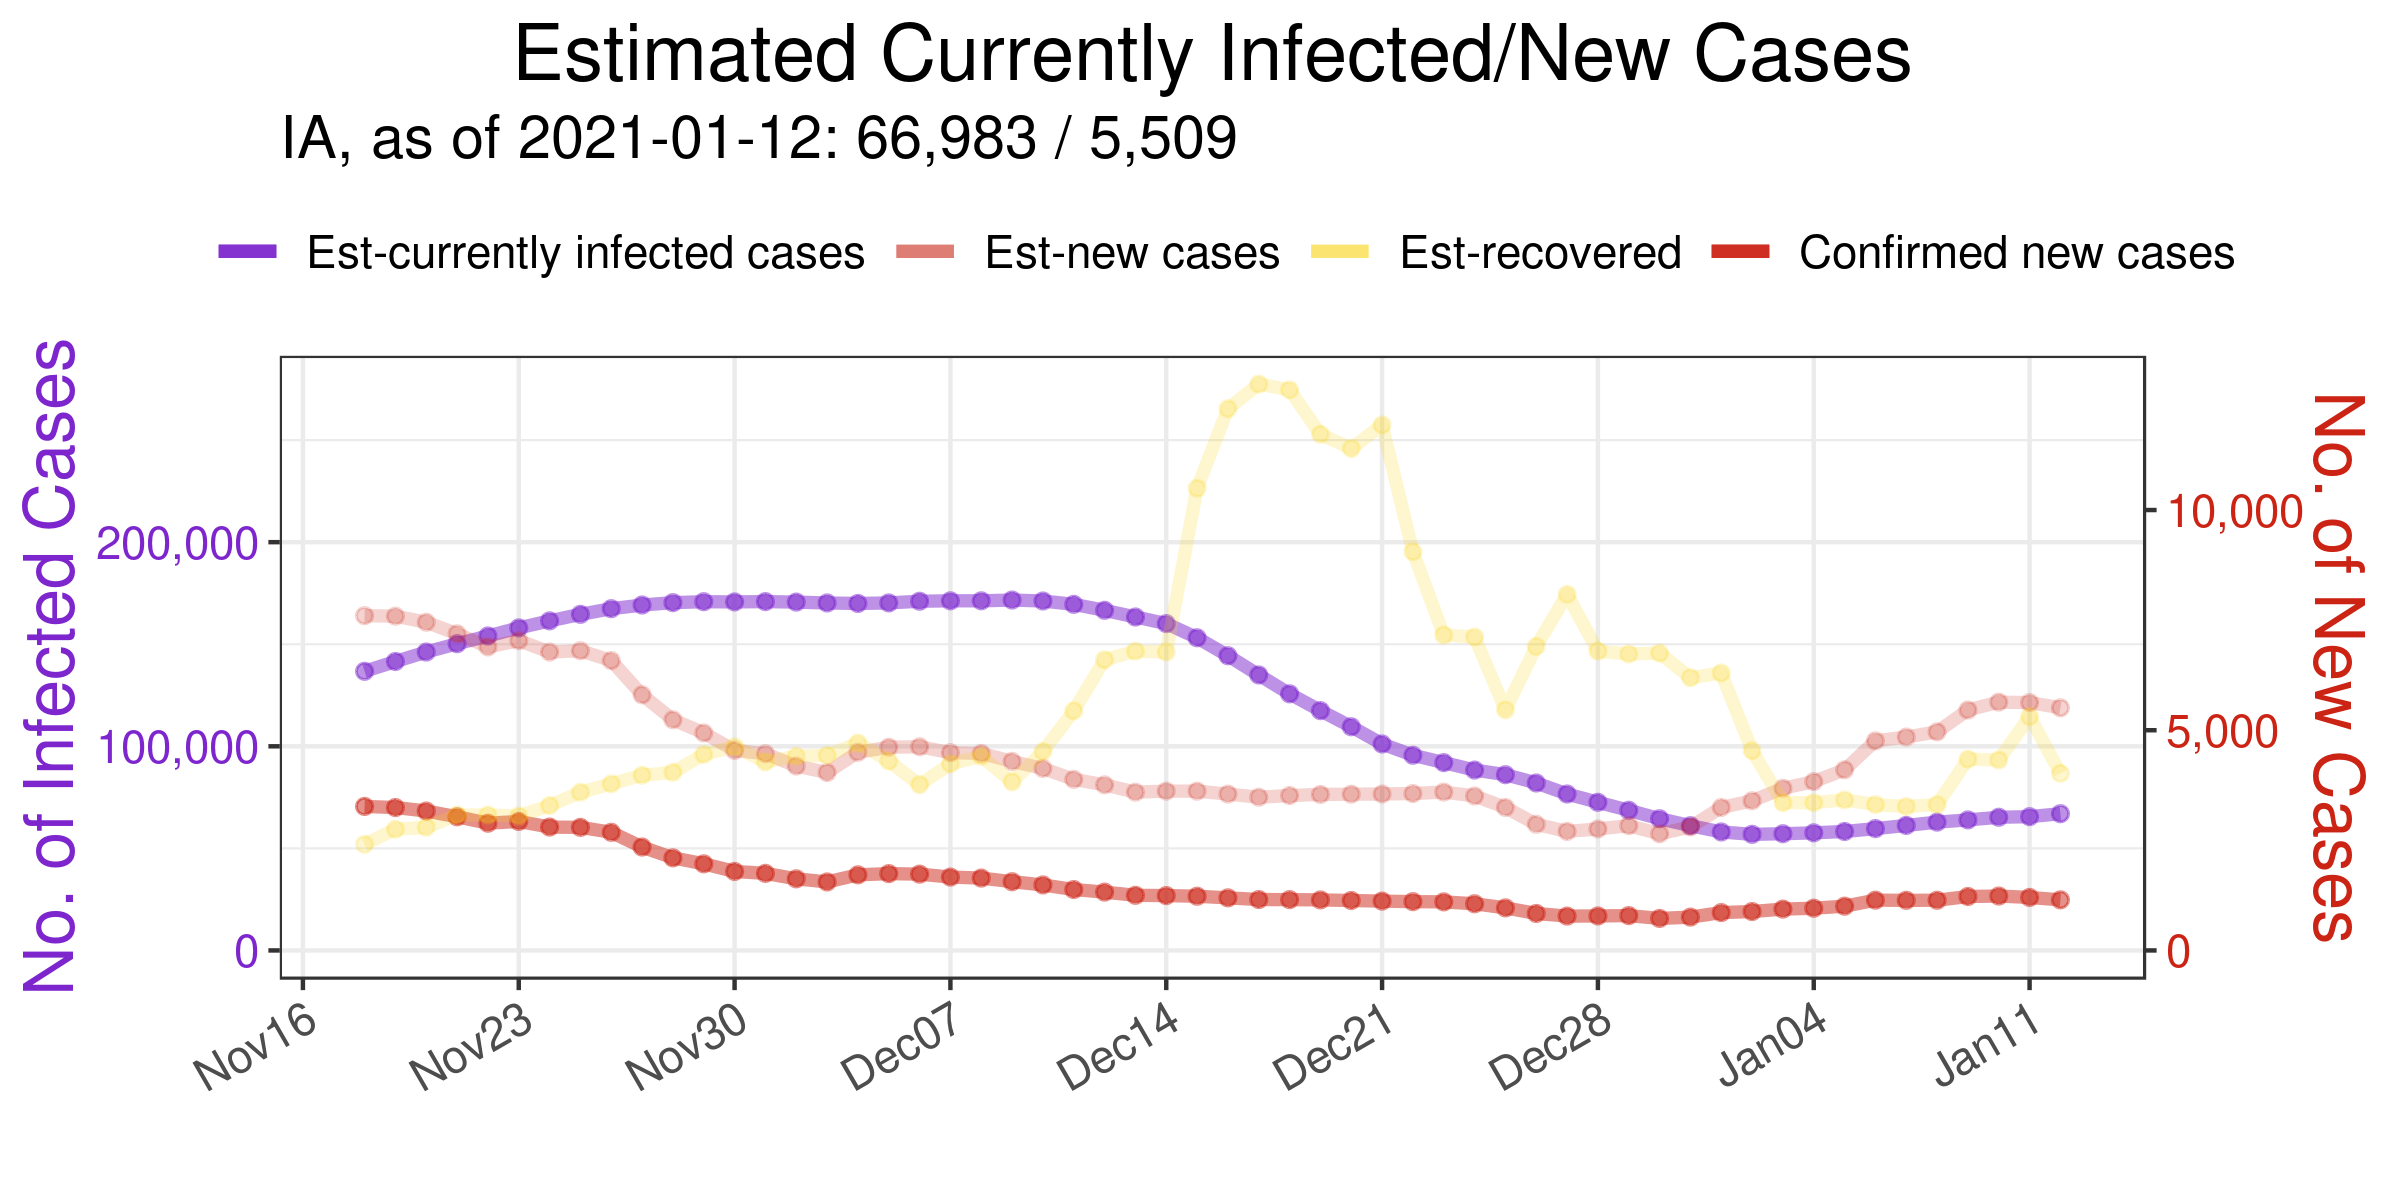 Estimated Currently Infected/New Cases
IA, as of 2021-01-12: 66,983 / 5,509
Est-currently infected cases Est-new cases Est-recovered Confirmed new cases
No. of Infected Cases
200,000
100,000
0
10,000
5,000
0
No. of New Cases
Nov16 Nov23 Nov30 Dec07 Dec14 Dec21 Dec28 Jan04 Jan11